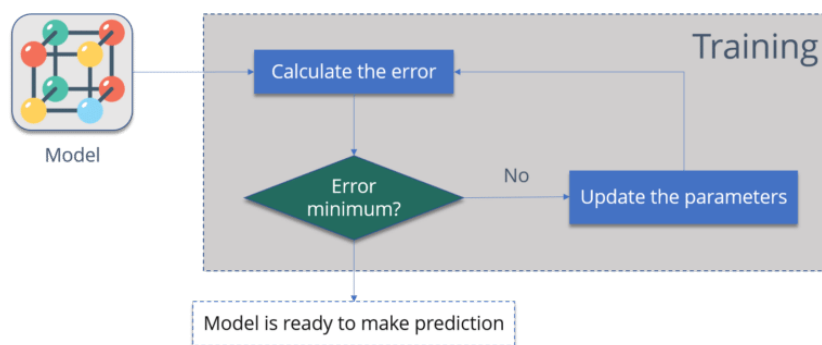 Training
Calculate the error
Model
Error
minimum?
No
Update the parameters
Model is ready to make prediction